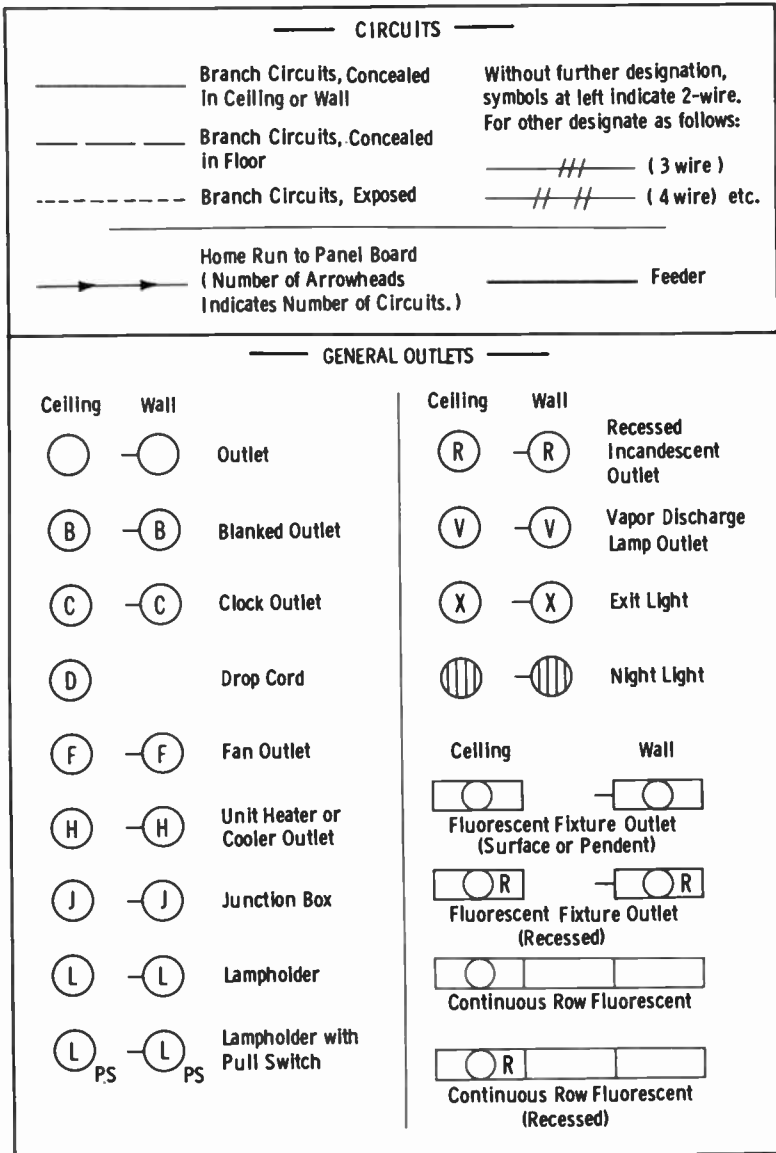 CIRCUITS
Branch Circuits, Concealed
in Ceiling or Wall
Branch Circuits, Concealed
in Floor
Branch Circuits, Exposed
Without further designation,
symbols at left indicate 2-wire.
For other designate as follows:
( 3 wire )
( 4 wire) etc.
Home Run to Panel Board
( Number of Arrowheads
Indicates Number of Circuits. )
Feeder
GENERAL OUTLETS
Ceiling Wall
Outlet
B B Blanked Outlet
C C Clock Outlet
D Drop Cord
F F Fan Outlet
H H Unit Heater or
Cooler Outlet
J J Junction Box
L L Lampholder
L PS L PS Lampholder with
Pull Switch
Ceiling Wall
R R Recessed
Incandescent
Outlet
V V Vapor Discharge
Lamp Outlet
X X Exit Light
Night Light
Ceiling Wall
Fluorescent Fixture Outlet
(Surface or Pendent)
R R
Fluorescent Fixture Outlet
(Recessed)
Continuous Row Fluorescent
R
Continuous Row Fluorescent
(Recessed)